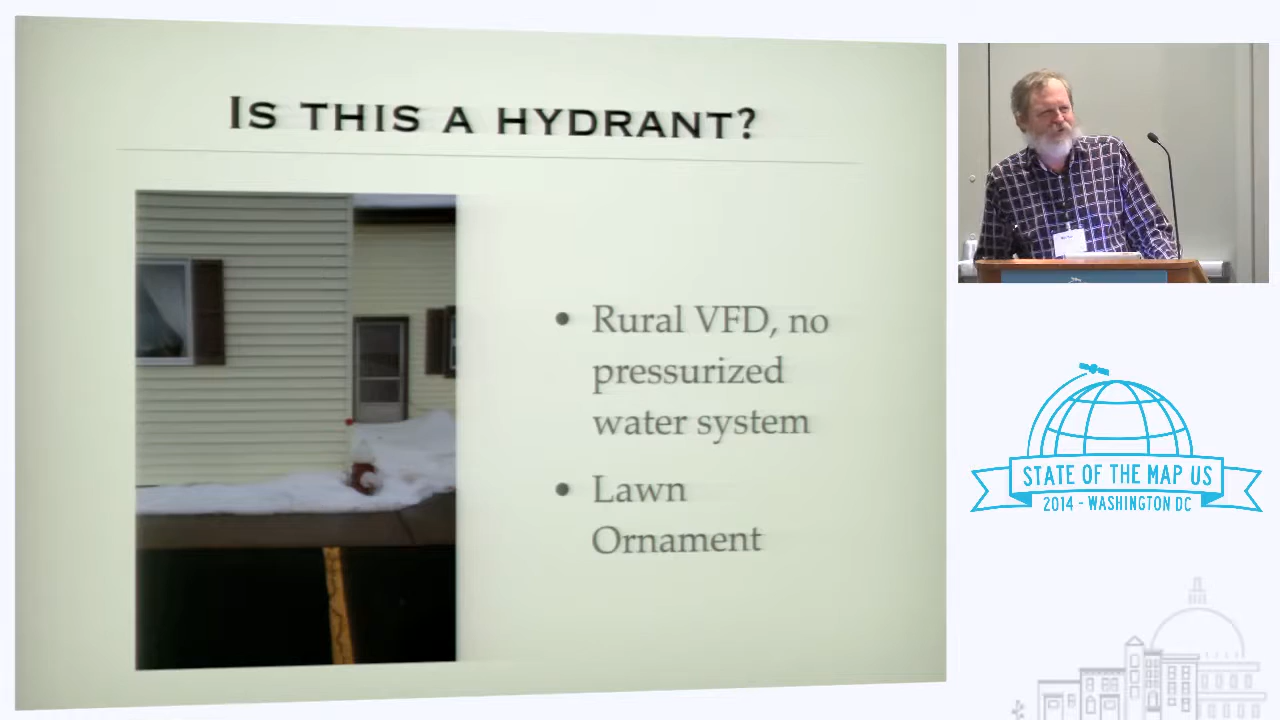 IS THIS A HYDRANT?
• Rural VFD, no
pressurized
water system
• Lawn
Ornament
STATE OF THE MAP US
2014 - WASHINGTON DC